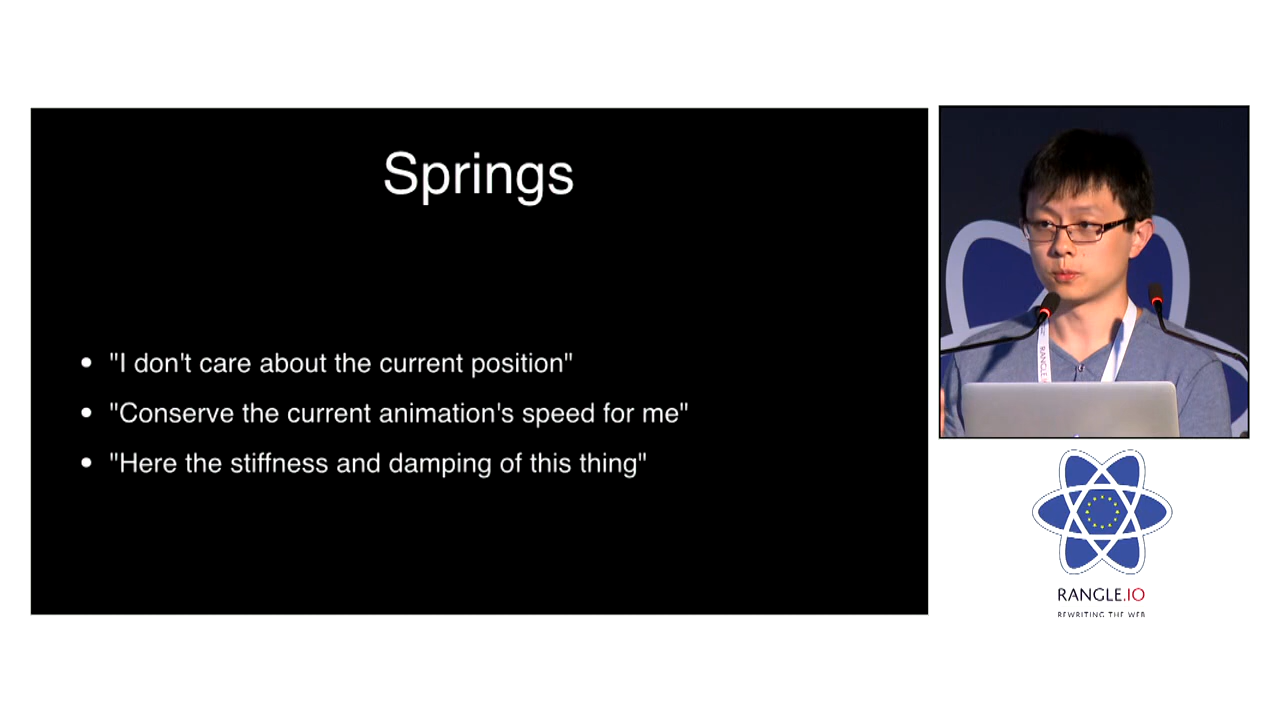 Springs
• "I don't care about the current position"
• "Conserve the current animation's speed for me"
• "Here the stiffness and damping of this thing"
RANGLE
RANGLE.IO
REWRITING THE WEB